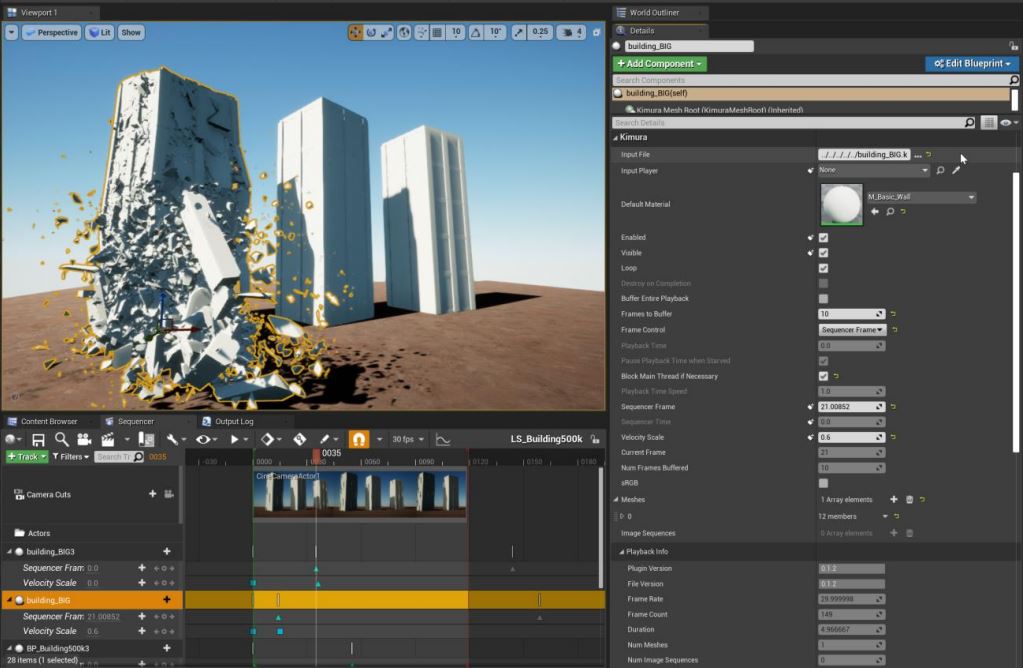 Viewport 1
Perspective
Lit
Show
10
10°
0.25
4
World Outliner
Details
building_BIG
+ Add Component
Edit Blueprint
Search Components
building_BIG(self)
Kimura Mesh Root (KimuraMeshRoot) (Inherited)
Search Details
Kimura
Input File
../../../../../building_BIG.k
Input Player
None
Default Material
M_Basic_Wall
Enabled
Visible
Loop
Destroy on Completion
Buffer Entire Playback
Frames to Buffer
10
Frame Control
Sequencer Frame
Playback Time
0.0
Pause Playback Time when Starved
Block Main Thread if Necessary
Playback Time Speed
1.0
Sequencer Frame
21.00852
Sequencer Time
0.0
Velocity Scale
0.6
Current Frame
21
Num Frames Buffered
10
sRGB
Meshes
1 Array elements
0
12 members
Image Sequences
0 Array elements
Playback Info
Plugin Version
0.1.2
File Version
0.1.2
Frame Rate
29.999998
Frame Count
149
Duration
4.966667
Num Meshes
1
Num Image Sequences
0
Content Browser
Sequencer
Output Log
30 fps
LS_Building500k
+ Track
Filters
Search Tr
0035
-030
0000
0035
0060
0090
0120
0150
0180
Camera Cuts
CineCameraActor1
Actors
building_BIG3
Sequencer Fram 0.0
Velocity Scale 0.0
building_BIG
Sequencer Fram 21.00852
Velocity Scale 0.6
BP_Building500k3
28 items (1 selected)